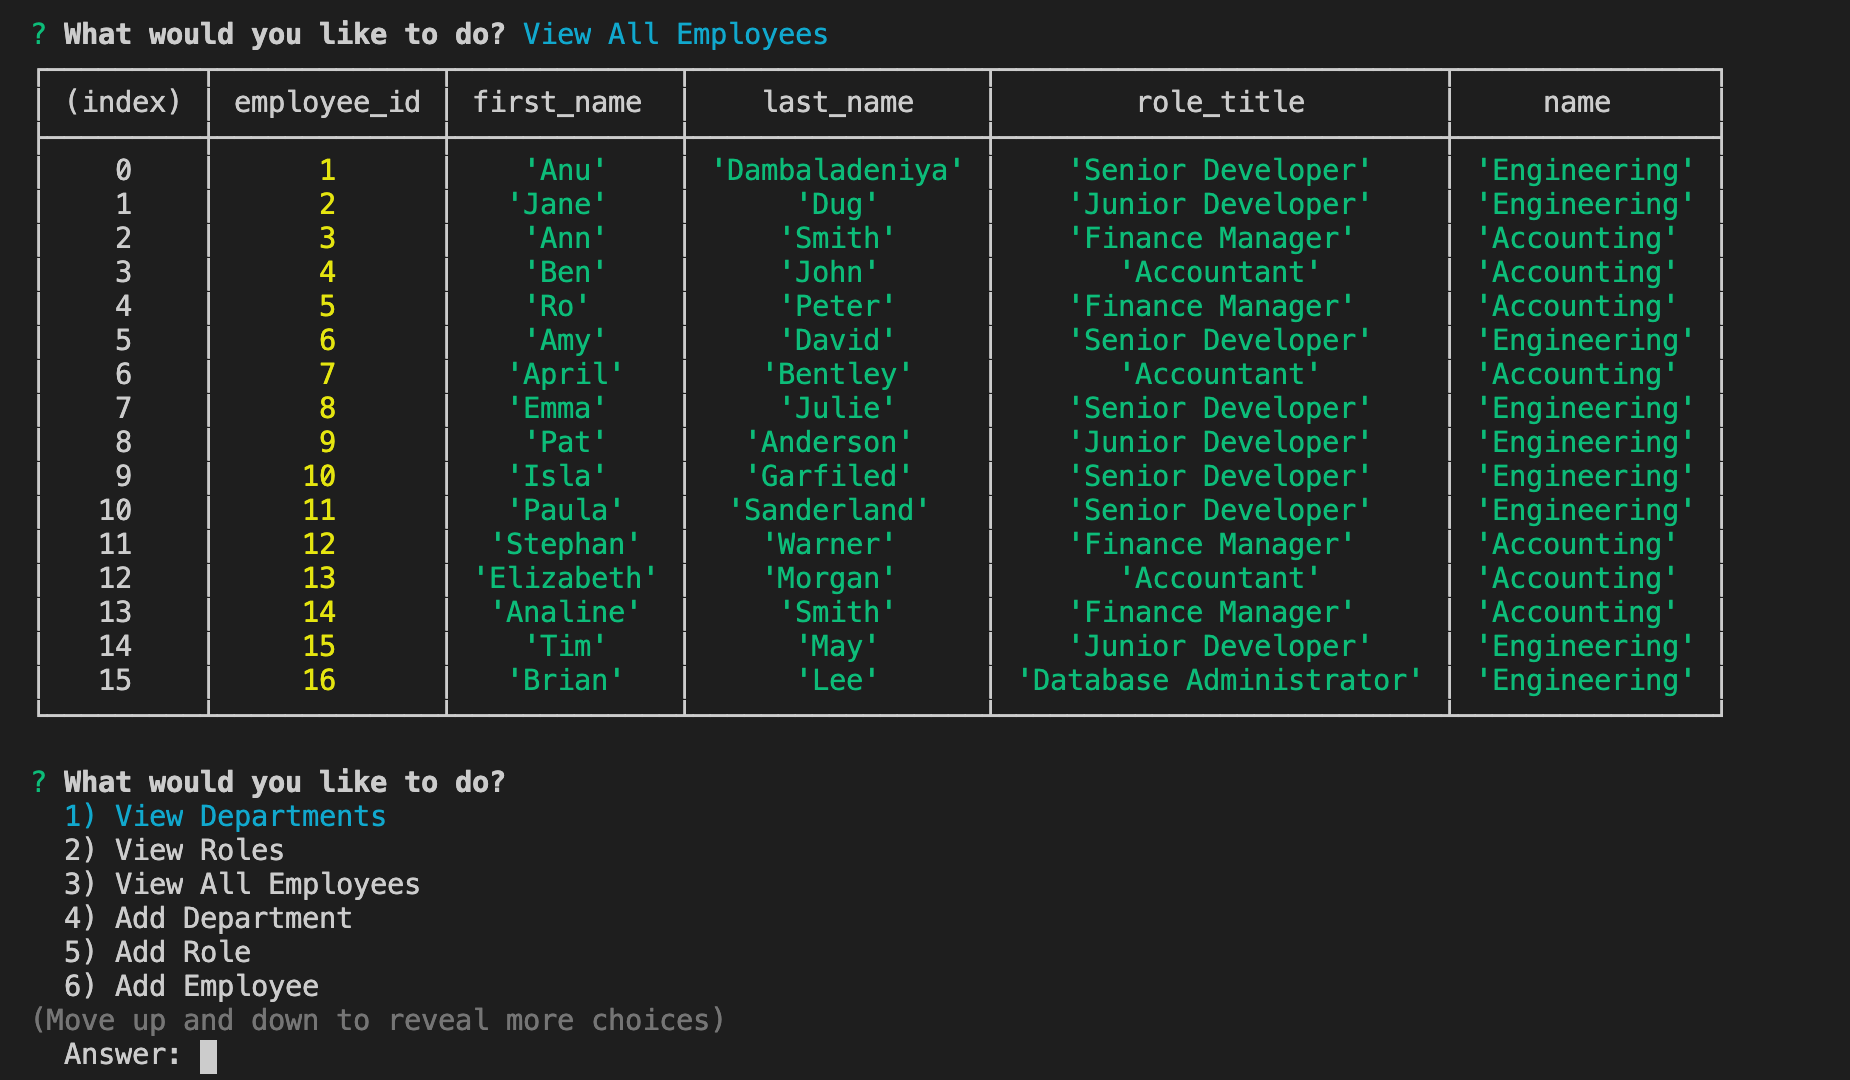 ? What would you like to do? View All Employees
(index) employee_id first_name last_name role_title name
0 1 'Anu' 'Dambaladeniya' 'Senior Developer' 'Engineering'
1 2 'Jane' 'Dug' 'Junior Developer' 'Engineering'
2 3 'Ann' 'Smith' 'Finance Manager' 'Accounting'
3 4 'Ben' 'John' 'Accountant' 'Accounting'
4 5 'Ro' 'Peter' 'Finance Manager' 'Accounting'
5 6 'Amy' 'David' 'Senior Developer' 'Engineering'
6 7 'April' 'Bentley' 'Accountant' 'Accounting'
7 8 'Emma' 'Julie' 'Senior Developer' 'Engineering'
8 9 'Pat' 'Anderson' 'Junior Developer' 'Engineering'
9 10 'Isla' 'Garfiled' 'Senior Developer' 'Engineering'
10 11 'Paula' 'Sanderland' 'Senior Developer' 'Engineering'
11 12 'Stephan' 'Warner' 'Finance Manager' 'Accounting'
12 13 'Elizabeth' 'Morgan' 'Accountant' 'Accounting'
13 14 'Analine' 'Smith' 'Finance Manager' 'Accounting'
14 15 'Tim' 'May' 'Junior Developer' 'Engineering'
15 16 'Brian' 'Lee' 'Database Administrator' 'Engineering'
? What would you like to do?
1) View Departments
2) View Roles
3) View All Employees
4) Add Department
5) Add Role
6) Add Employee
(Move up and down to reveal more choices)
Answer: